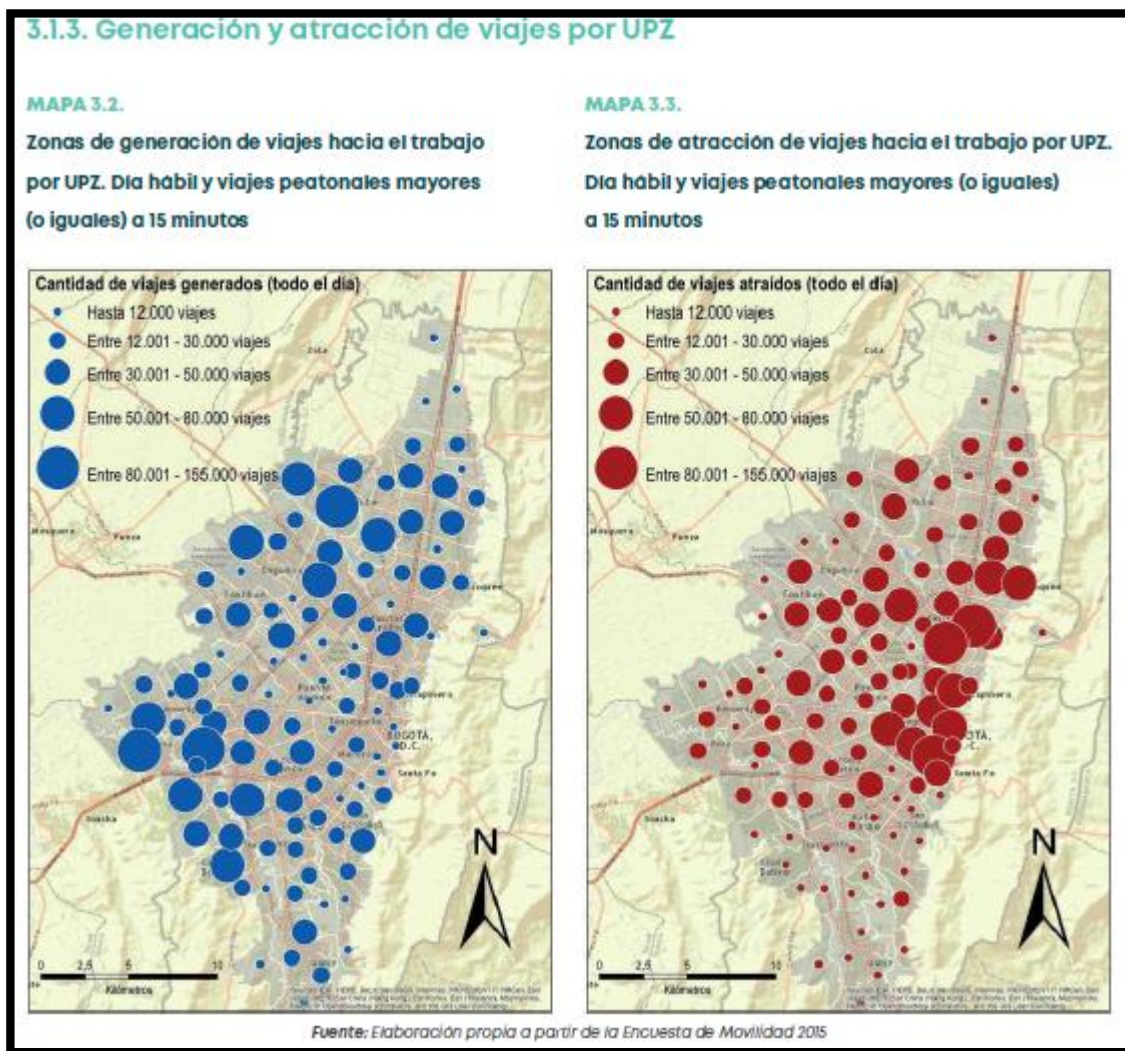 3.1.3. Generación y atracción de viajes por UPZ
MAPA 3.2.
Zonas de generación de viajes hacia el trabajo
por UPZ. Día hábil y viajes peatonales mayores
(o iguales) a 15 minutos
MAPA 3.3.
Zonas de atracción de viajes hacia el trabajo por UPZ.
Día hábil y viajes peatonales mayores (o iguales)
a 15 minutos
Cantidad de viajes generados (todo el día)
Hasta 12.000 viajes
Entre 12.001 - 30.000 viajes
Entre 30.001 - 50.000 viajes
Entre 50.001 - 80.000 viajes
Entre 80.001 - 155.000 viajes
Cota
Mosquera
Funza
BOGOTÁ,
D.C.
Santa Fe
Soacha
N
0 2,5 5 10
Kilómetros
Cantidad de viajes atraídos (todo el día)
Hasta 12.000 viajes
Entre 12.001 - 30.000 viajes
Entre 30.001 - 50.000 viajes
Entre 50.001 - 80.000 viajes
Entre 80.001 - 155.000 viajes
Cota
Mosquera
Funza
Santa Fe
Soacha
N
0 2,5 5 10
Kilómetros
Fuente: Elaboración propia a partir de la Encuesta de Movilidad 2015